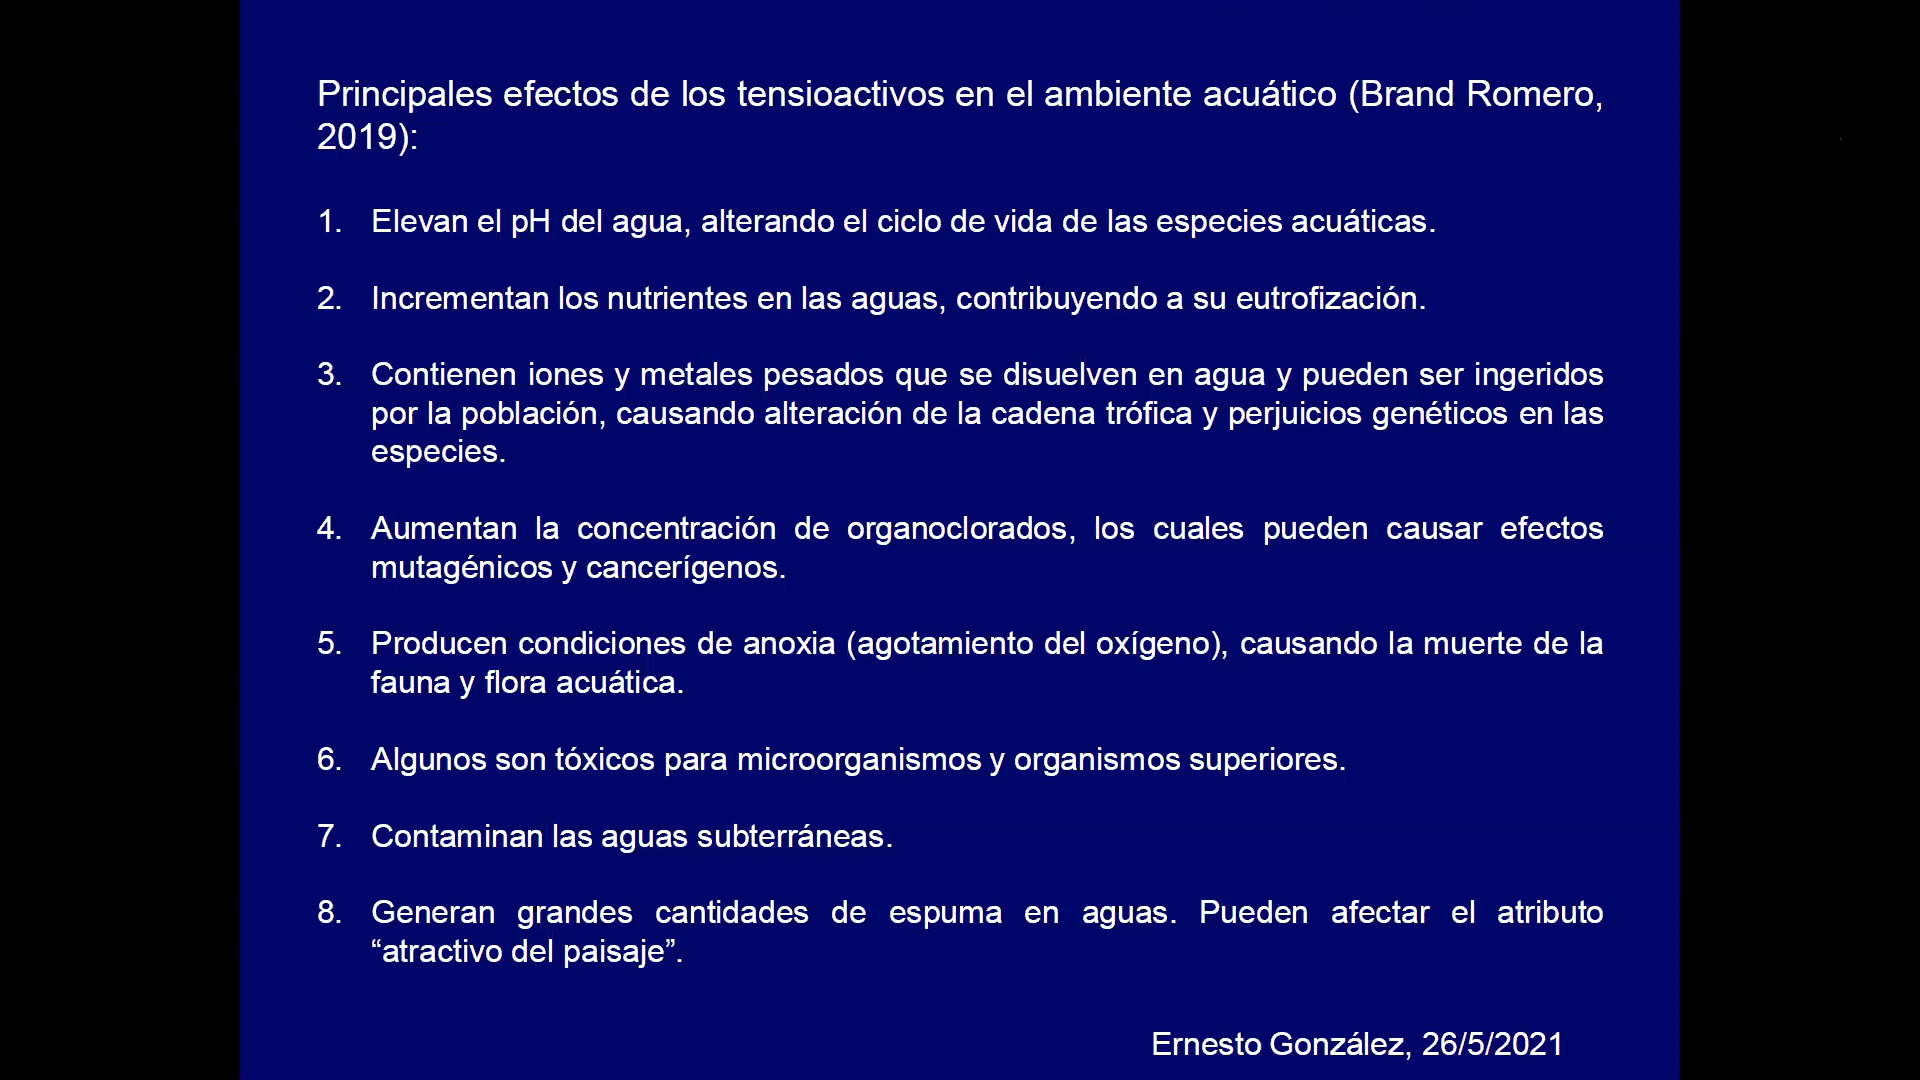 Principales efectos de los tensioactivos en el ambiente acuático (Brand Romero,
2019):
1. Elevan el pH del agua, alterando el ciclo de vida de las especies acuáticas.
2. Incrementan los nutrientes en las aguas, contribuyendo a su eutrofización.
3. Contienen iones y metales pesados que se disuelven en agua y pueden ser ingeridos
por la población, causando alteración de la cadena trófica y perjuicios genéticos en las
especies.
4. Aumentan la concentración de organoclorados, los cuales pueden causar efectos
mutagénicos y cancerígenos.
5. Producen condiciones de anoxia (agotamiento del oxígeno), causando la muerte de la
fauna y flora acuática.
6. Algunos son tóxicos para microorganismos y organismos superiores.
7. Contaminan las aguas subterráneas.
8. Generan grandes cantidades de espuma en aguas. Pueden afectar el atributo
“atractivo del paisaje”.
Ernesto González, 26/5/2021